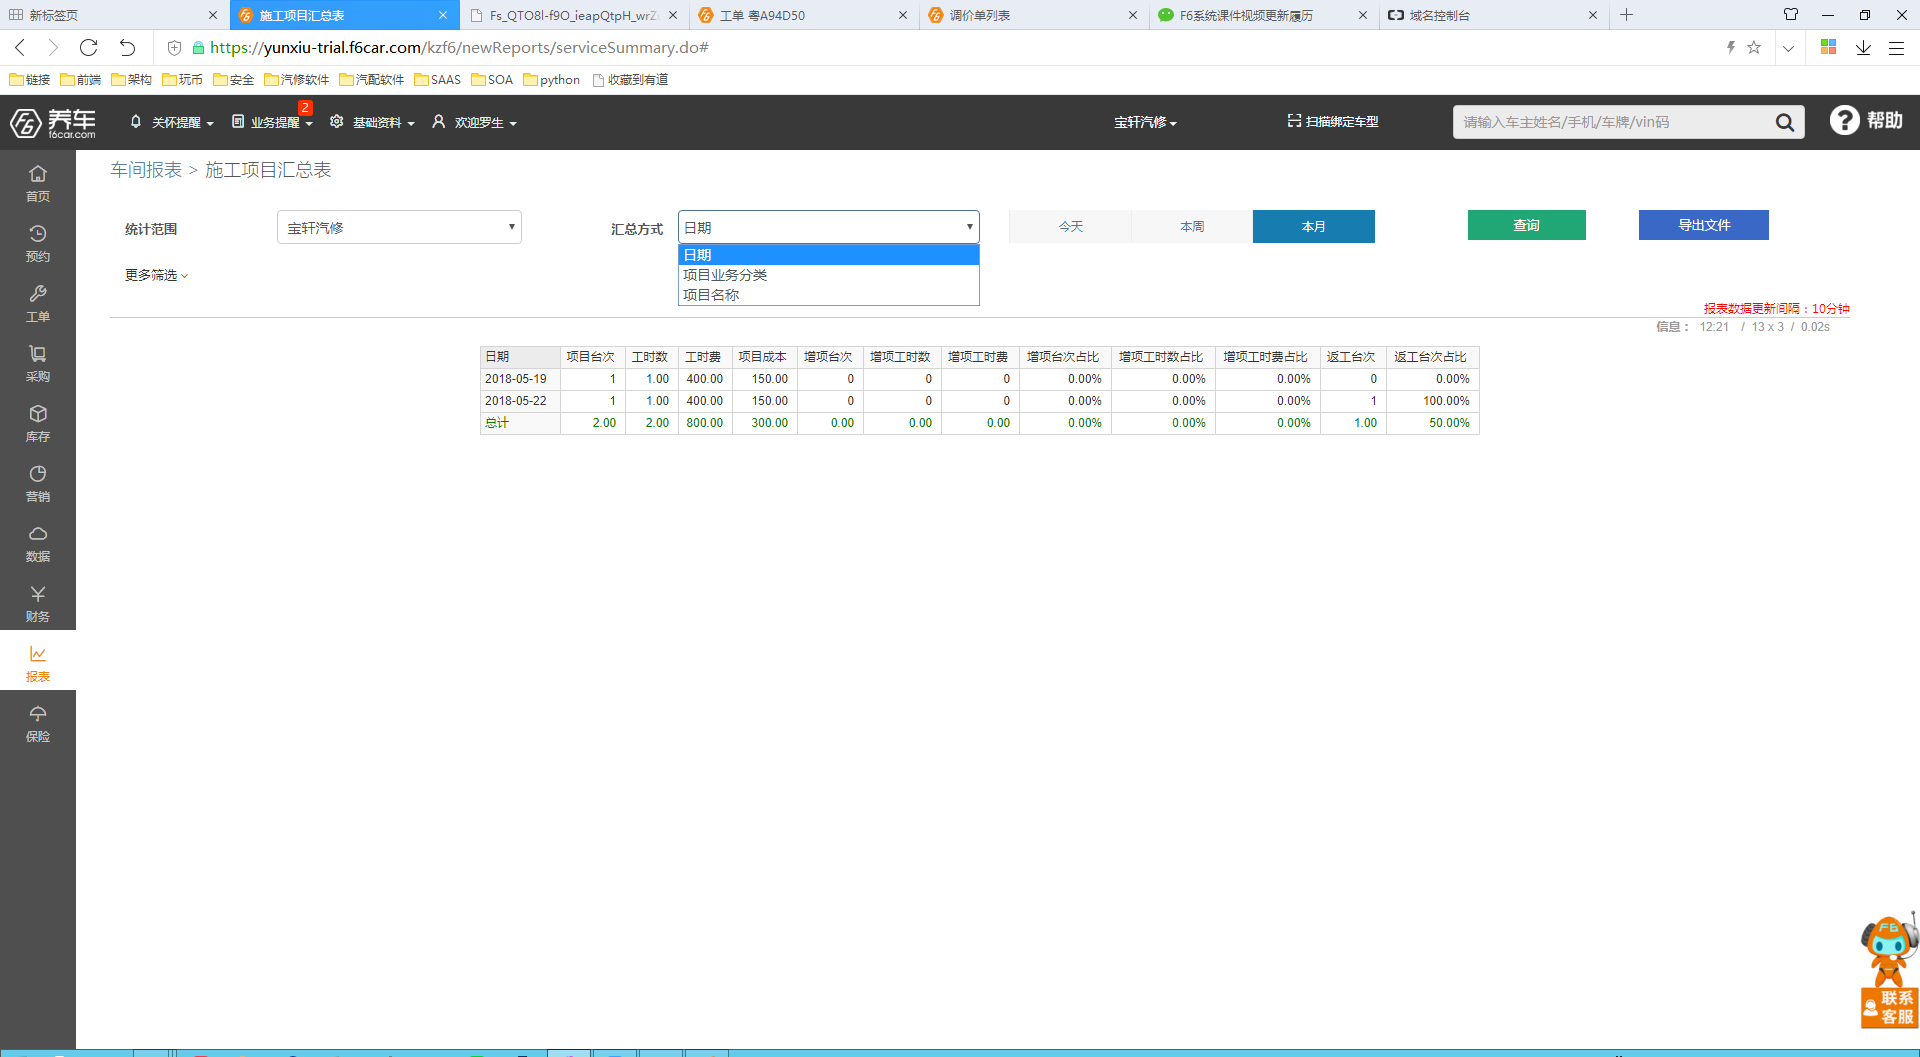 新标签页
施工项目汇总表
Fs_QTO8l-f9O_ieapQtpH_wrZ
工单 粤A94D50
调价单列表
F6系统课件视频更新履历
域名控制台
https://yunxiu-trial.f6car.com/kzf6/newReports/serviceSummary.do#
链接 前端 架构 玩币 安全 汽修软件 汽配软件 SAAS SOA python 收藏到有道
养车
f6car.com
关怀提醒 业务提醒 2 基础资料 欢迎罗生 宝轩汽修 扫描绑定车型 请输入车主姓名/手机/车牌/vin码 ? 帮助
首页
预约
工单
采购
库存
营销
数据
财务
报表
保险
车间报表 > 施工项目汇总表
统计范围 宝轩汽修 汇总方式 日期 今天 本周 本月 查询 导出文件
日期
项目业务分类
项目名称
更多筛选
报表数据更新间隔：10分钟
信息： 12:21 / 13 x 3 / 0.02s
日期 项目台次 工时数 工时费 项目成本 增项台次 增项工时数 增项工时费 增项台次占比 增项工时数占比 增项工时费占比 返工台次 返工台次占比
2018-05-19 1 1.00 400.00 150.00 0 0 0 0.00% 0.00% 0.00% 0 0.00%
2018-05-22 1 1.00 400.00 150.00 0 0 0 0.00% 0.00% 0.00% 1 100.00%
总计 2.00 2.00 800.00 300.00 0.00 0.00 0.00 0.00% 0.00% 0.00% 1.00 50.00%
F6
联系
客服